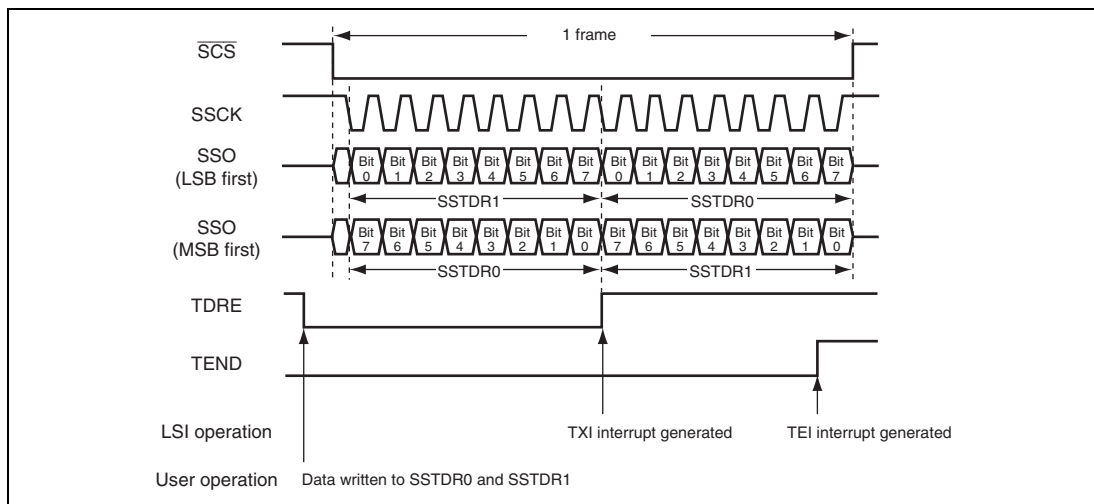 1 frame
SCS
SSCK
SSO
(LSB first)
Bit 0 Bit 1 Bit 2 Bit 3 Bit 4 Bit 5 Bit 6 Bit 7 Bit 0 Bit 1 Bit 2 Bit 3 Bit 4 Bit 5 Bit 6 Bit 7
SSTDR1 SSTDR0
SSO
(MSB first)
Bit 7 Bit 6 Bit 5 Bit 4 Bit 3 Bit 2 Bit 1 Bit 0 Bit 7 Bit 6 Bit 5 Bit 4 Bit 3 Bit 2 Bit 1 Bit 0
SSTDR0 SSTDR1
TDRE
TEND
LSI operation TXI interrupt generated TEI interrupt generated
User operation Data written to SSTDR0 and SSTDR1